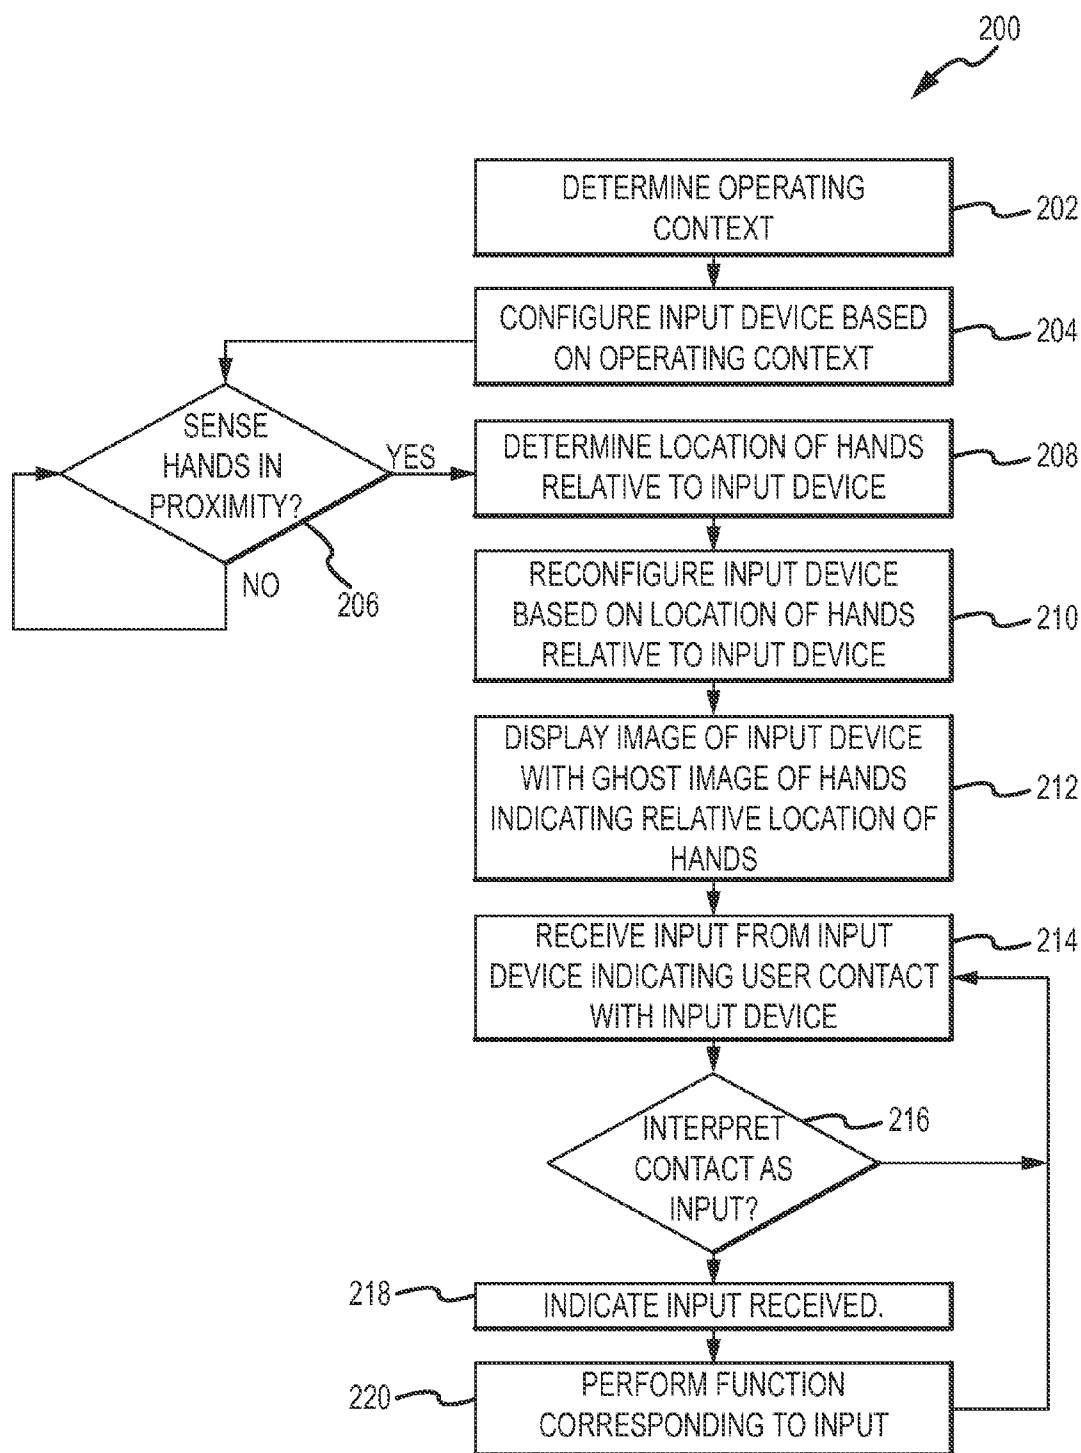 200
DETERMINE OPERATING
CONTEXT
202
CONFIGURE INPUT DEVICE BASED
ON OPERATING CONTEXT
204
SENSE
HANDS IN
PROXIMITY?
YES
NO
206
DETERMINE LOCATION OF HANDS
RELATIVE TO INPUT DEVICE
208
RECONFIGURE INPUT DEVICE
BASED ON LOCATION OF HANDS
RELATIVE TO INPUT DEVICE
210
DISPLAY IMAGE OF INPUT DEVICE
WITH GHOST IMAGE OF HANDS
INDICATING RELATIVE LOCATION OF
HANDS
212
RECEIVE INPUT FROM INPUT
DEVICE INDICATING USER CONTACT
WITH INPUT DEVICE
214
INTERPRET
CONTACT AS
INPUT?
216
218
INDICATE INPUT RECEIVED.
220
PERFORM FUNCTION
CORRESPONDING TO INPUT